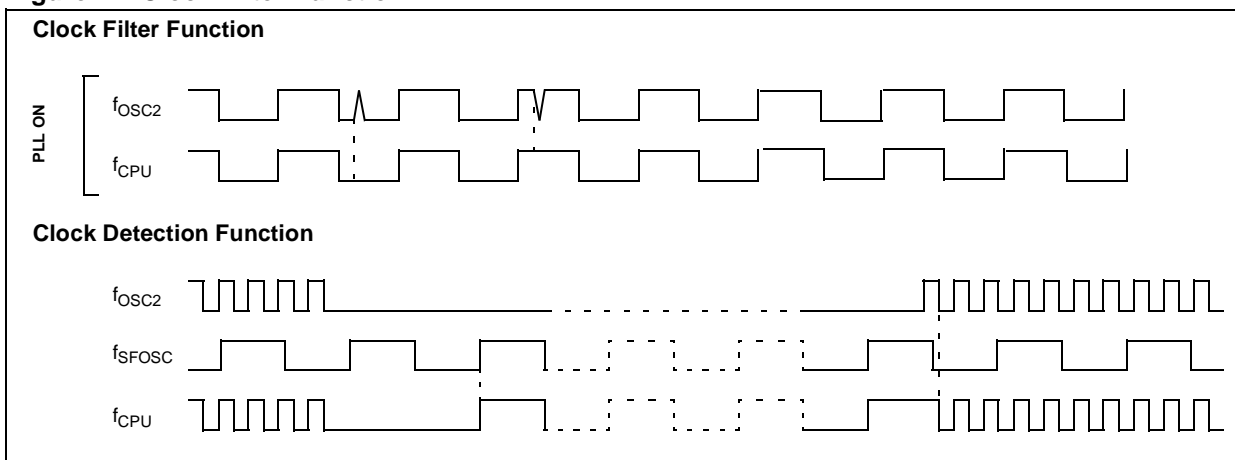 Clock Filter Function
PLL ON
fOSC2
fCPU
Clock Detection Function
fOSC2
fSFOSC
fCPU